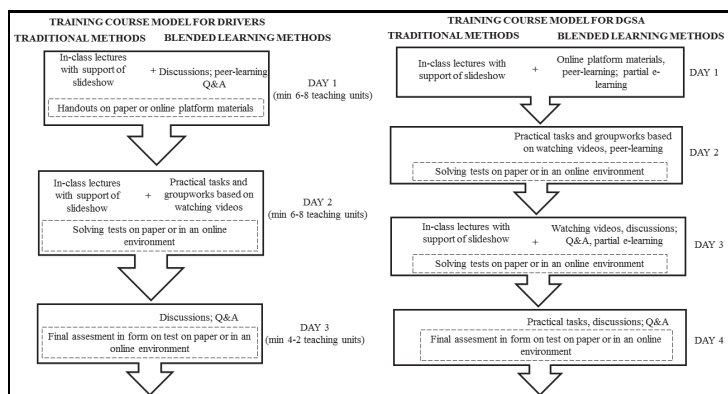 TRAINING COURSE MODEL FOR DRIVERS
TRADITIONAL METHODS BLENDED LEARNING METHODS
In-class lectures
with support of
slideshow
+
Discussions; peer-learning
Q&A
Handouts on paper or online platform materials
DAY 1
(min 6-8 teaching units)
In-class lectures
with support of
slideshow
+
Practical tasks and
groupworks based on
watching videos
Solving tests on paper or in an online
environment
DAY 2
(min 6-8 teaching units)
Discussions; Q&A
Final assesment in form on test on paper or in an
online environment
DAY 3
(min 4-2 teaching units)
TRAINING COURSE MODEL FOR DGSA
TRADITIONAL METHODS BLENDED LEARNING METHODS
In-class lectures with
support of slideshow
+
Online platform materials,
peer-learning; partial e-
learning
DAY 1
Practical tasks and groupworks based
on watching videos, peer-learning
Solving tests on paper or in an online environment
DAY 2
In-class lectures with
support of slideshow
+
Watching videos, discussions;
Q&A, partial e-learning
Solving tests on paper or in an online environment
DAY 3
Practical tasks, discussions; Q&A
Final assesment in form on test on paper or in an online
environment
DAY 4